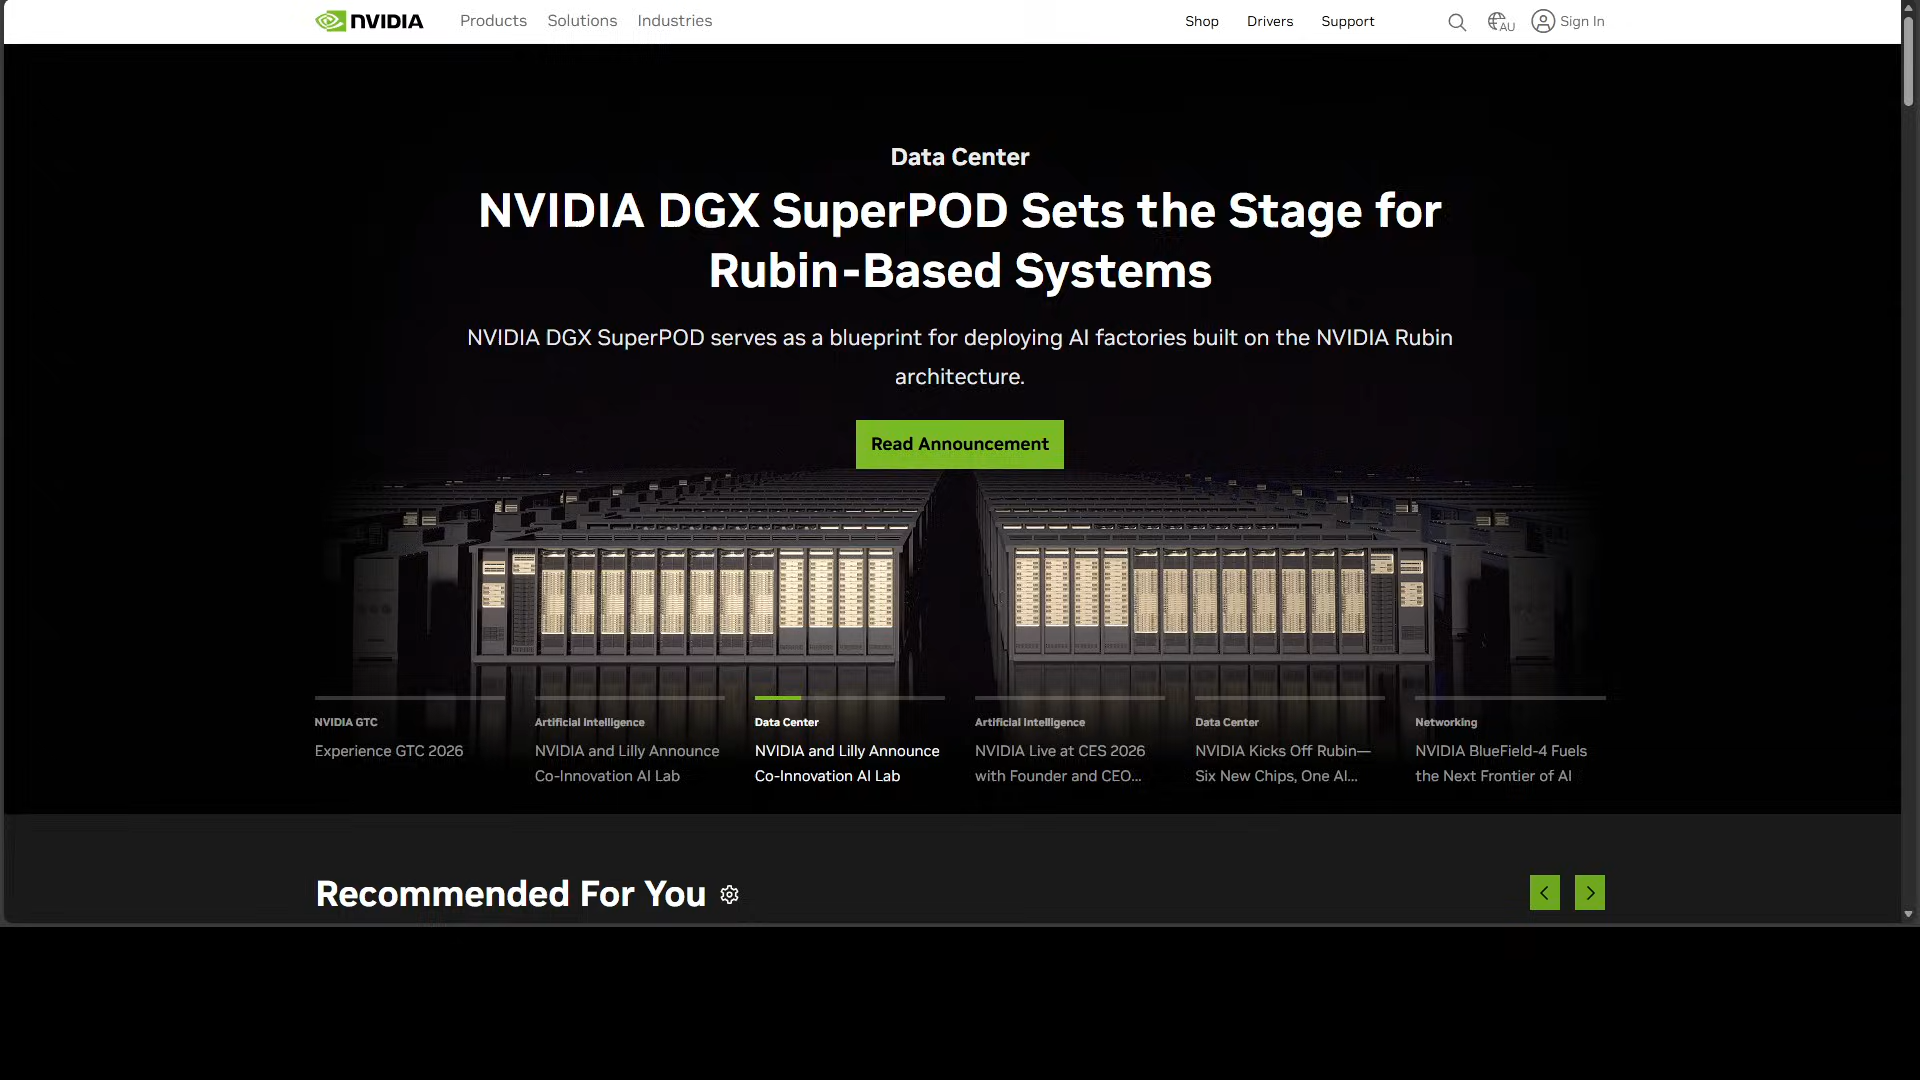 NVIDIA
Products Solutions Industries
Shop Drivers Support
AU
Sign In
Data Center
NVIDIA DGX SuperPOD Sets the Stage for
Rubin-Based Systems
NVIDIA DGX SuperPOD serves as a blueprint for deploying AI factories built on the NVIDIA Rubin
architecture.
Read Announcement
NVIDIA GTC
Experience GTC 2026
Artificial Intelligence
NVIDIA and Lilly Announce
Co-Innovation AI Lab
Data Center
NVIDIA and Lilly Announce
Co-Innovation AI Lab
Artificial Intelligence
NVIDIA Live at CES 2026
with Founder and CEO...
Data Center
NVIDIA Kicks Off Rubin—
Six New Chips, One AI...
Networking
NVIDIA BlueField-4 Fuels
the Next Frontier of AI
Recommended For You